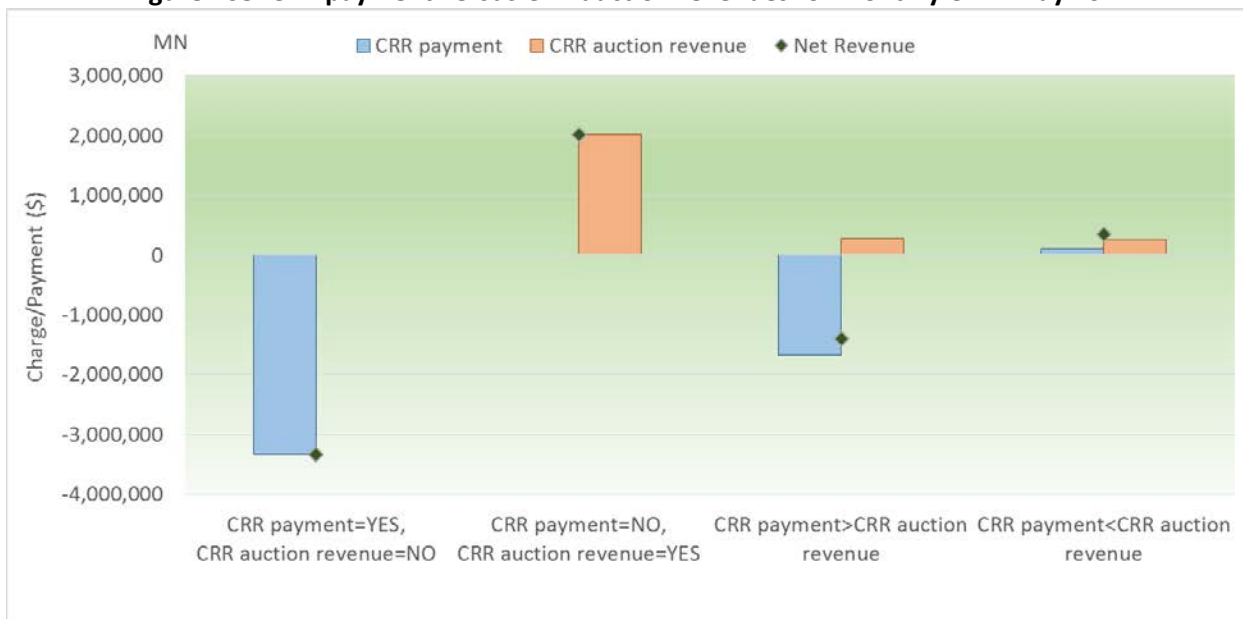 MN
CRR payment
CRR auction revenue
Net Revenue
3,000,000
2,000,000
1,000,000
0
-1,000,000
-2,000,000
-3,000,000
-4,000,000
Charge/Payment ($)
CRR payment=YES,
CRR auction revenue=NO
CRR payment=NO,
CRR auction revenue=YES
CRR payment>CRR auction
revenue
CRR payment<CRR auction
revenue